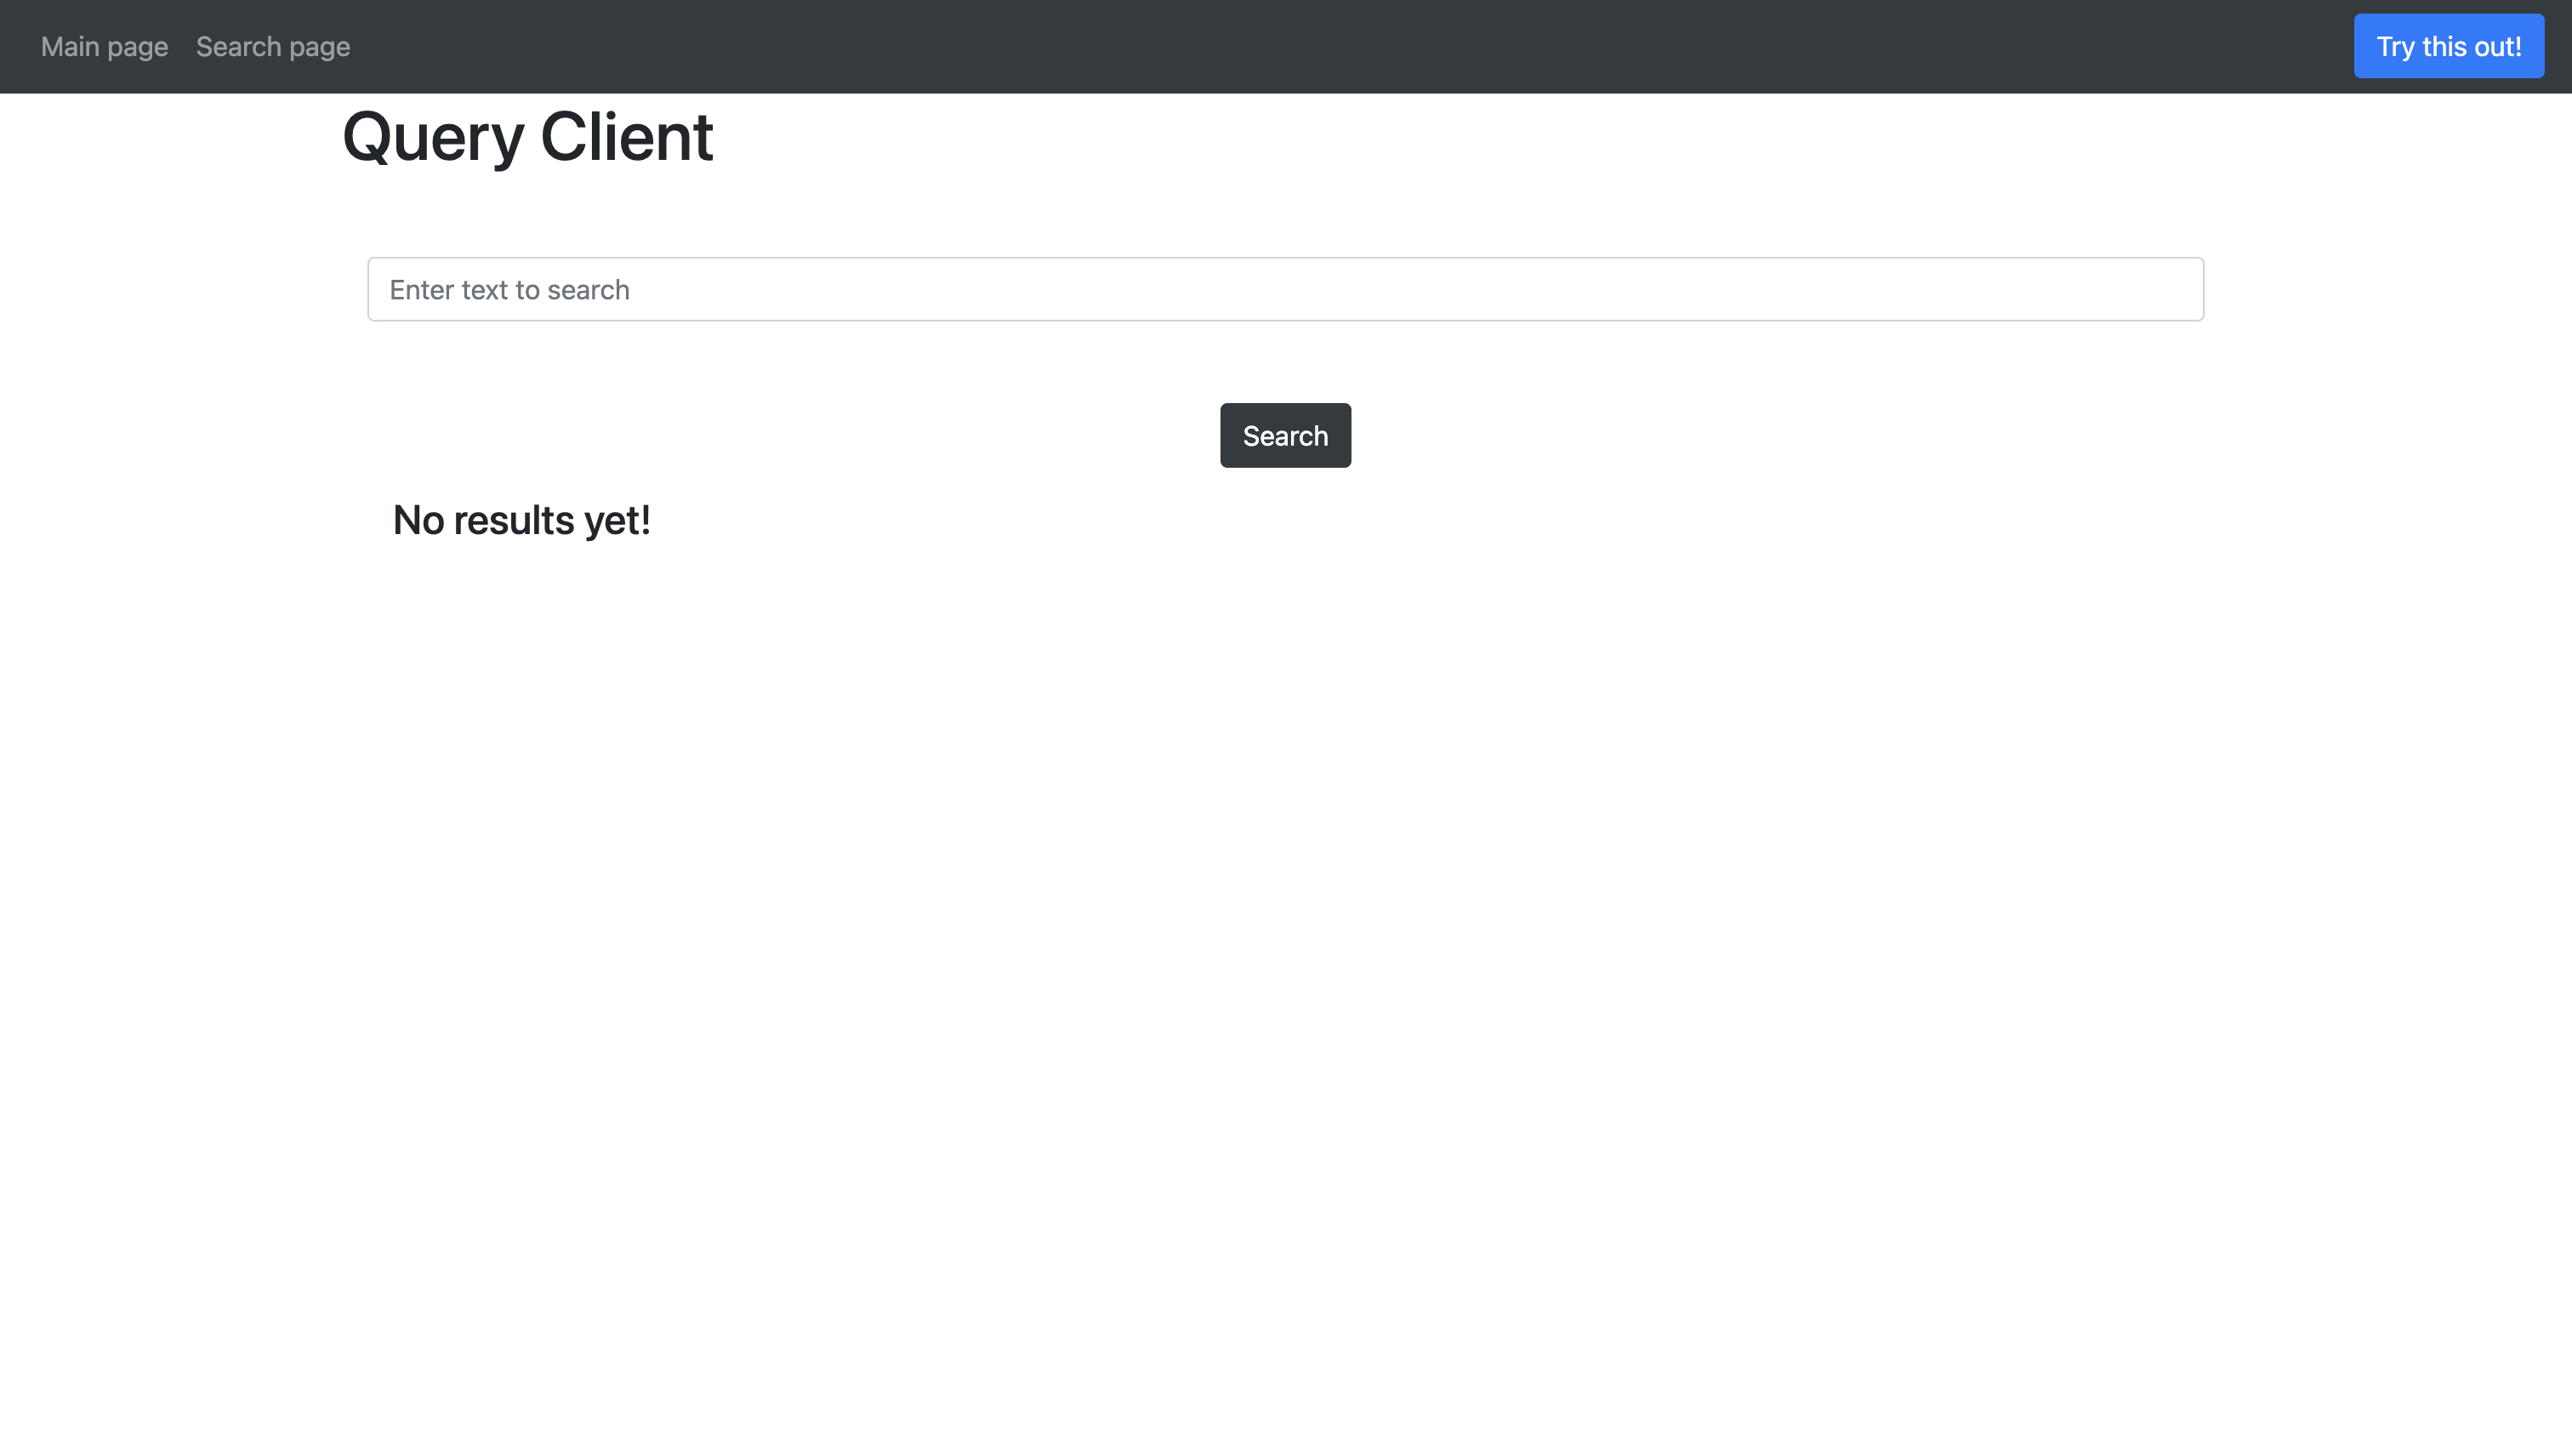 Main page Search page Try this out!
Query Client
Enter text to search
Search
No results yet!